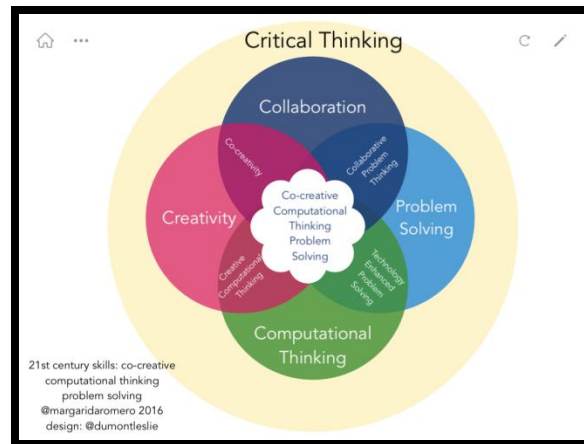 Critical Thinking
Collaboration
Co-creativity
Collaborative
Problem
Thinking
Creativity
Co-creative
Computational
Thinking
Problem
Solving
Problem
Solving
Creative
Computational
Thinking
Technology
Enhanced
Problem
Solving
Computational
Thinking
21st century skills: co-creative
computational thinking
problem solving
@margaridaromero 2016
design: @dumontleslie